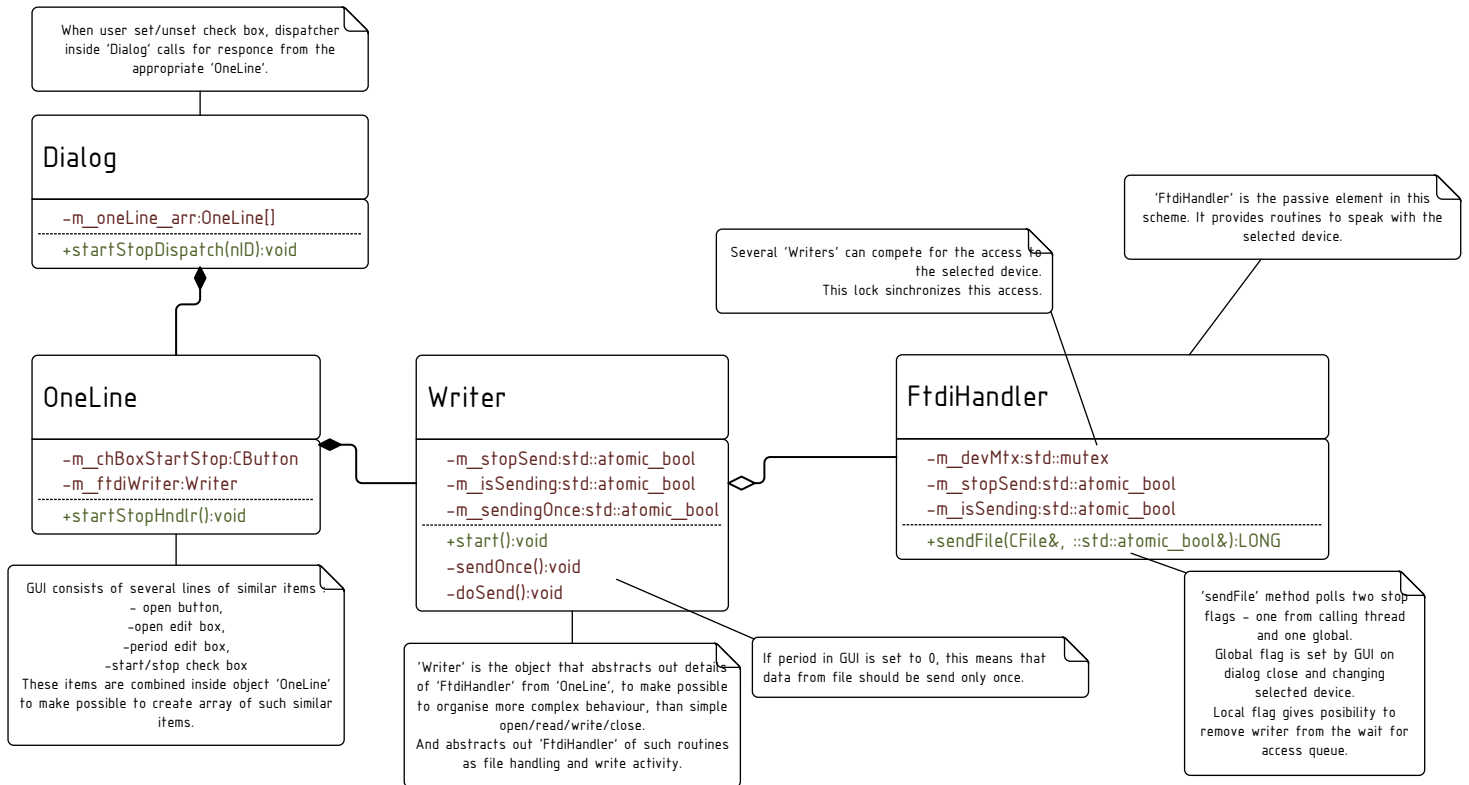 When user set/unset check box, dispatcher
inside 'Dialog' calls for responce from the
appropriate 'OneLine'.
Dialog
-m_oneLine_arr:OneLine[]
+startStopDispatch(nID):void
'FtdiHandler' is the passive element in this
scheme. It provides routines to speak with the
selected device.
Several 'Writers' can compete for the access to
the selected device.
This lock sinchronizes this access.
OneLine
-m_chBoxStartStop:CButton
-m_ftdiWriter:Writer
+startStopHndlr():void
Writer
-m_stopSend:std::atomic_bool
-m_isSending:std::atomic_bool
-m_sendingOnce:std::atomic_bool
+start():void
-sendOnce():void
-doSend():void
FtdiHandler
-m_devMtx:std::mutex
-m_stopSend:std::atomic_bool
-m_isSending:std::atomic_bool
+sendFile(CFile&, ::std::atomic_bool&):LONG
GUI consists of several lines of similar items :
- open button,
-open edit box,
-period edit box,
-start/stop check box
These items are combined inside object 'OneLine'
to make possible to create array of such similar
items.
'Writer' is the object that abstracts out details
of 'FtdiHandler' from 'OneLine', to make possible
to organise more complex behaviour, than simple
open/read/write/close.
And abstracts out 'FtdiHandler' of such routines
as file handling and write activity.
If period in GUI is set to 0, this means that
data from file should be send only once.
'sendFile' method polls two stop
flags - one from calling thread
and one global.
Global flag is set by GUI on
dialog close and changing
selected device.
Local flag gives posibility to
remove writer from the wait for
access queue.